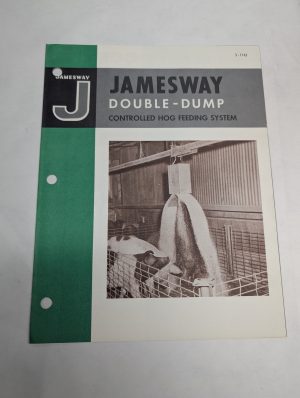 JAMESWAY
J
JAMESWAY
DOUBLE-DUMP
CONTROLLED HOG FEEDING SYSTEM